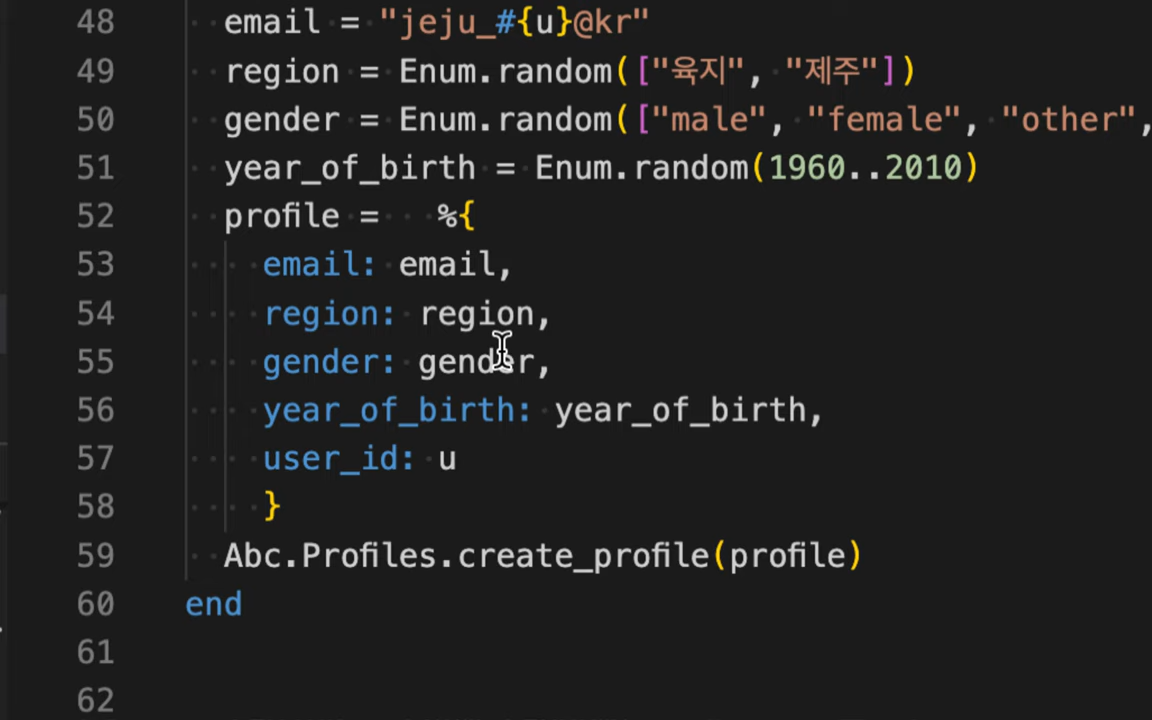 48 email = "jeju_#{u}@kr"
49 region = Enum.random(["육지", "제주"])
50 gender = Enum.random(["male", "female", "other",
51 year_of_birth = Enum.random(1960..2010)
52 profile =   %{
53 email: email,
54 region: region,
55 gender: gender,
56 year_of_birth: year_of_birth,
57 user_id: u
58 }
59 Abc.Profiles.create_profile(profile)
60 end
61
62